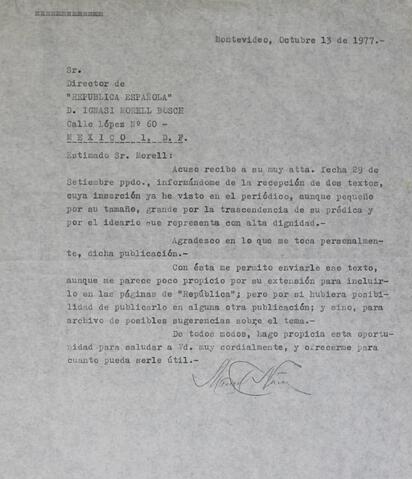 Montevideo, Octubre 13 de 1977.-
Sr.
Director de
"REPUBLICA ESPAÑOLA"
D. IGNASI MORELL BOSCH
Calle López Nº 60 -
MEXICO 1, D.F.
Estimado Sr. Morell:
Acuso recibo a su muy atta. fecha 29 de
Setiembre ppdo., informándome de la recepción de dos textos,
cuya inserción ya he visto en el periódico, aunque pequeño
por su tamaño, grande por la trascendencia de su prédica y
por el ideario que representa con alta dignidad.-
Agradesco en lo que me toca personalmen-
te, dicha publicación.-
Con ésta me permito enviarle ese texto,
aunque me parece poco propicio por su extensión para incluir-
lo en las páginas de "República"; pero por si hubiera posibi-
lidad de publicarlo en alguna otra publicación; y sino, para
archivo de posibles sugerencias sobre el tema.-
De todos modos, hago propicia esta oportu-
nidad para saludar a Vd. muy cordialmente, y ofrecerme para
cuanto pueda serle útil.-